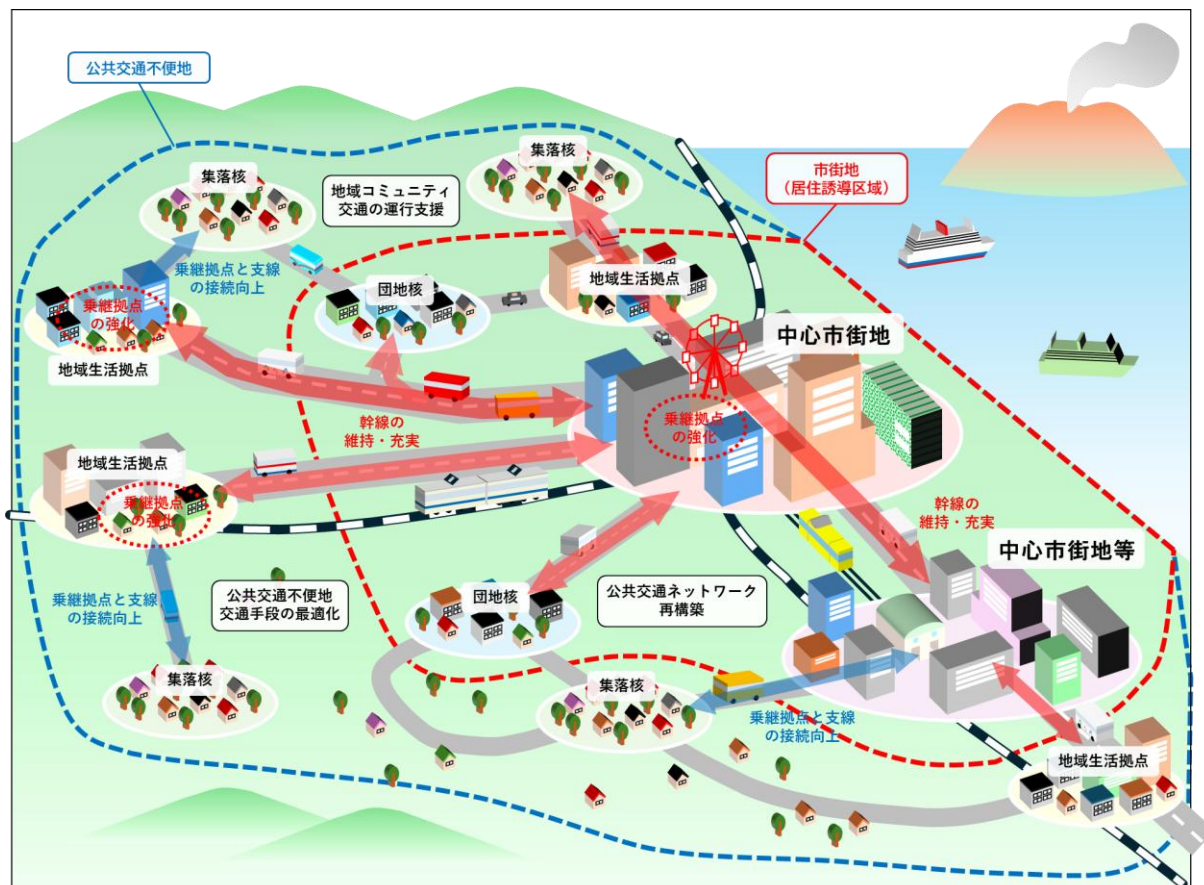 公共交通不便地
集落核
集落核
地域コミュニティ
交通の運行支援
市街地
（居住誘導区域）
乗継拠点と支線
の接続向上
団地核
地域生活拠点
乗継拠点
の強化
地域生活拠点
中心市街地
幹線の
維持・充実
乗継拠点
の強化
地域生活拠点
乗継拠点
の強化
幹線の
維持・充実
中心市街地等
乗継拠点と支線
の接続向上
公共交通不便地
交通手段の最適化
団地核
公共交通ネットワーク
再構築
集落核
集落核
乗継拠点と支線
の接続向上
地域生活拠点